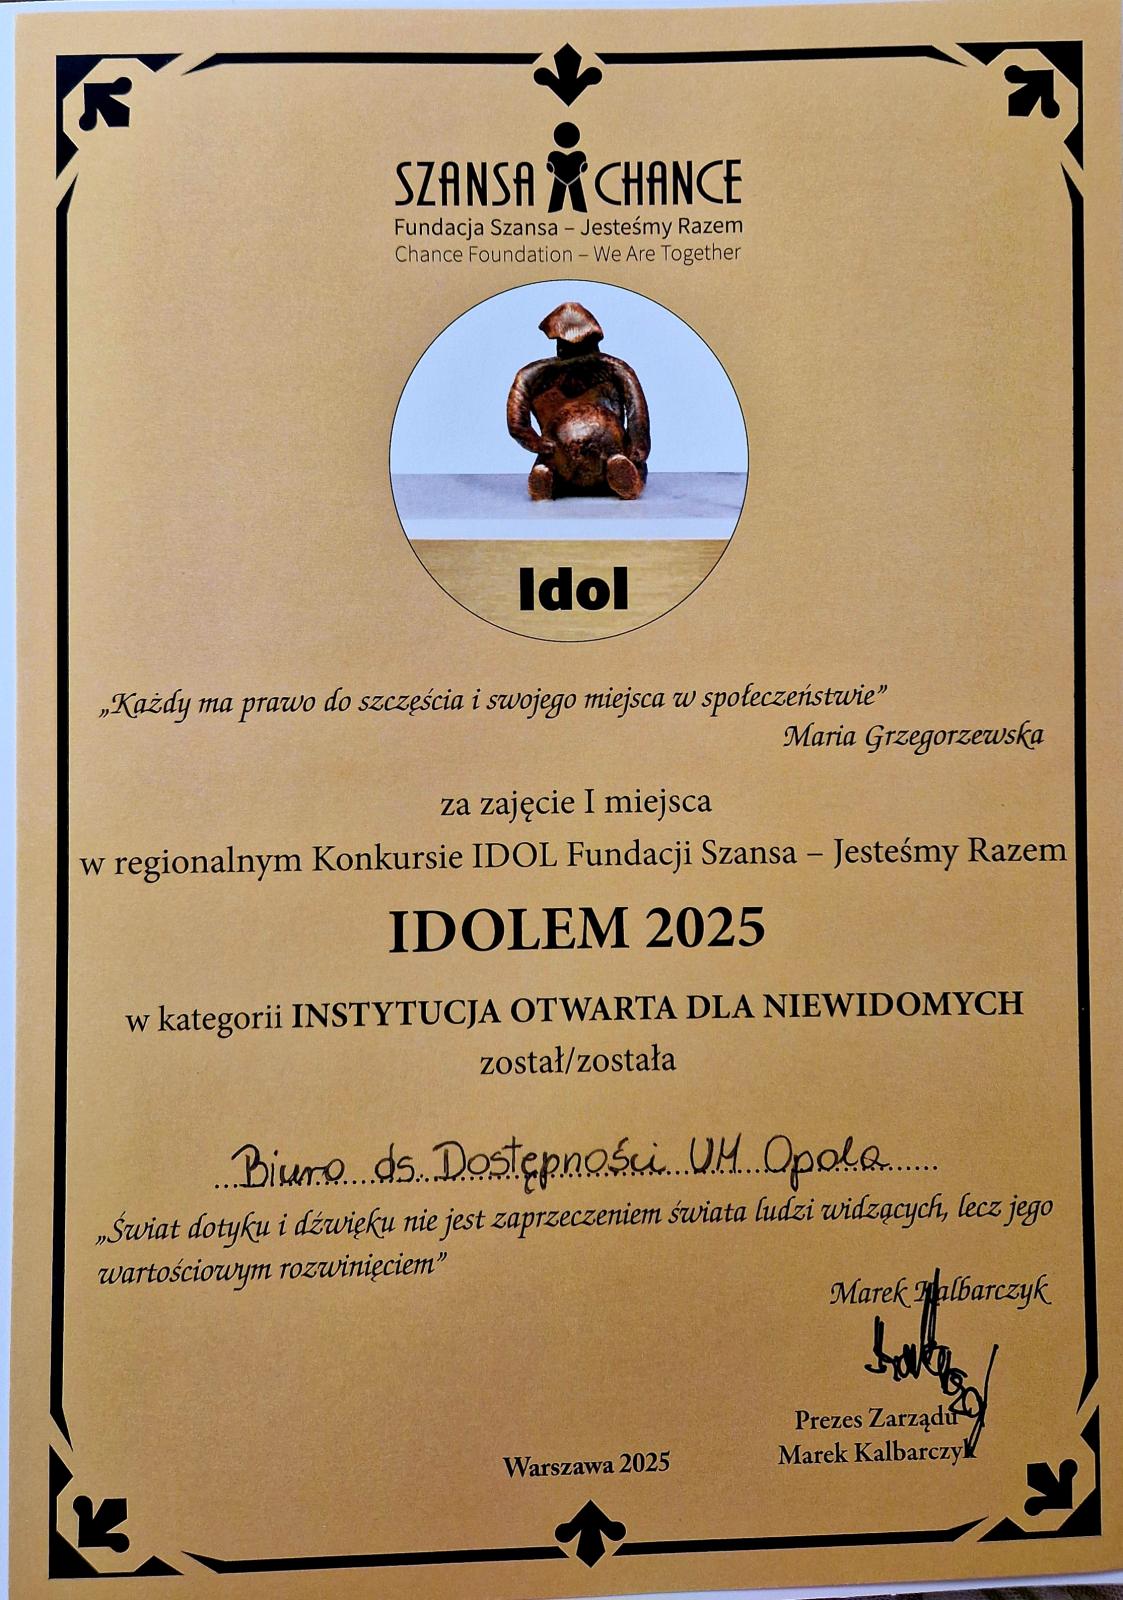 SZANSA CHANCE
Fundacja Szansa – Jesteśmy Razem
Chance Foundation – We Are Together
Idol
„Każdy ma prawo do szczęścia i swojego miejsca w społeczeństwie”
Maria Grzegorzewska
za zajęcie I miejsca
w regionalnym Konkursie IDOL Fundacji Szansa – Jesteśmy Razem
IDOLEM 2025
w kategorii INSTYTUCJA OTWARTA DLA NIEWIDOMYCH
został/została
Biuro ds. Dostępności UM Opola
„Świat dotyku i dźwięku nie jest zaprzeczeniem świata ludzi widzących, lecz jego
wartościowym rozwinięciem”
Marek Kalbarczyk
Prezes Zarządu
Marek Kalbarczyk
Warszawa 2025